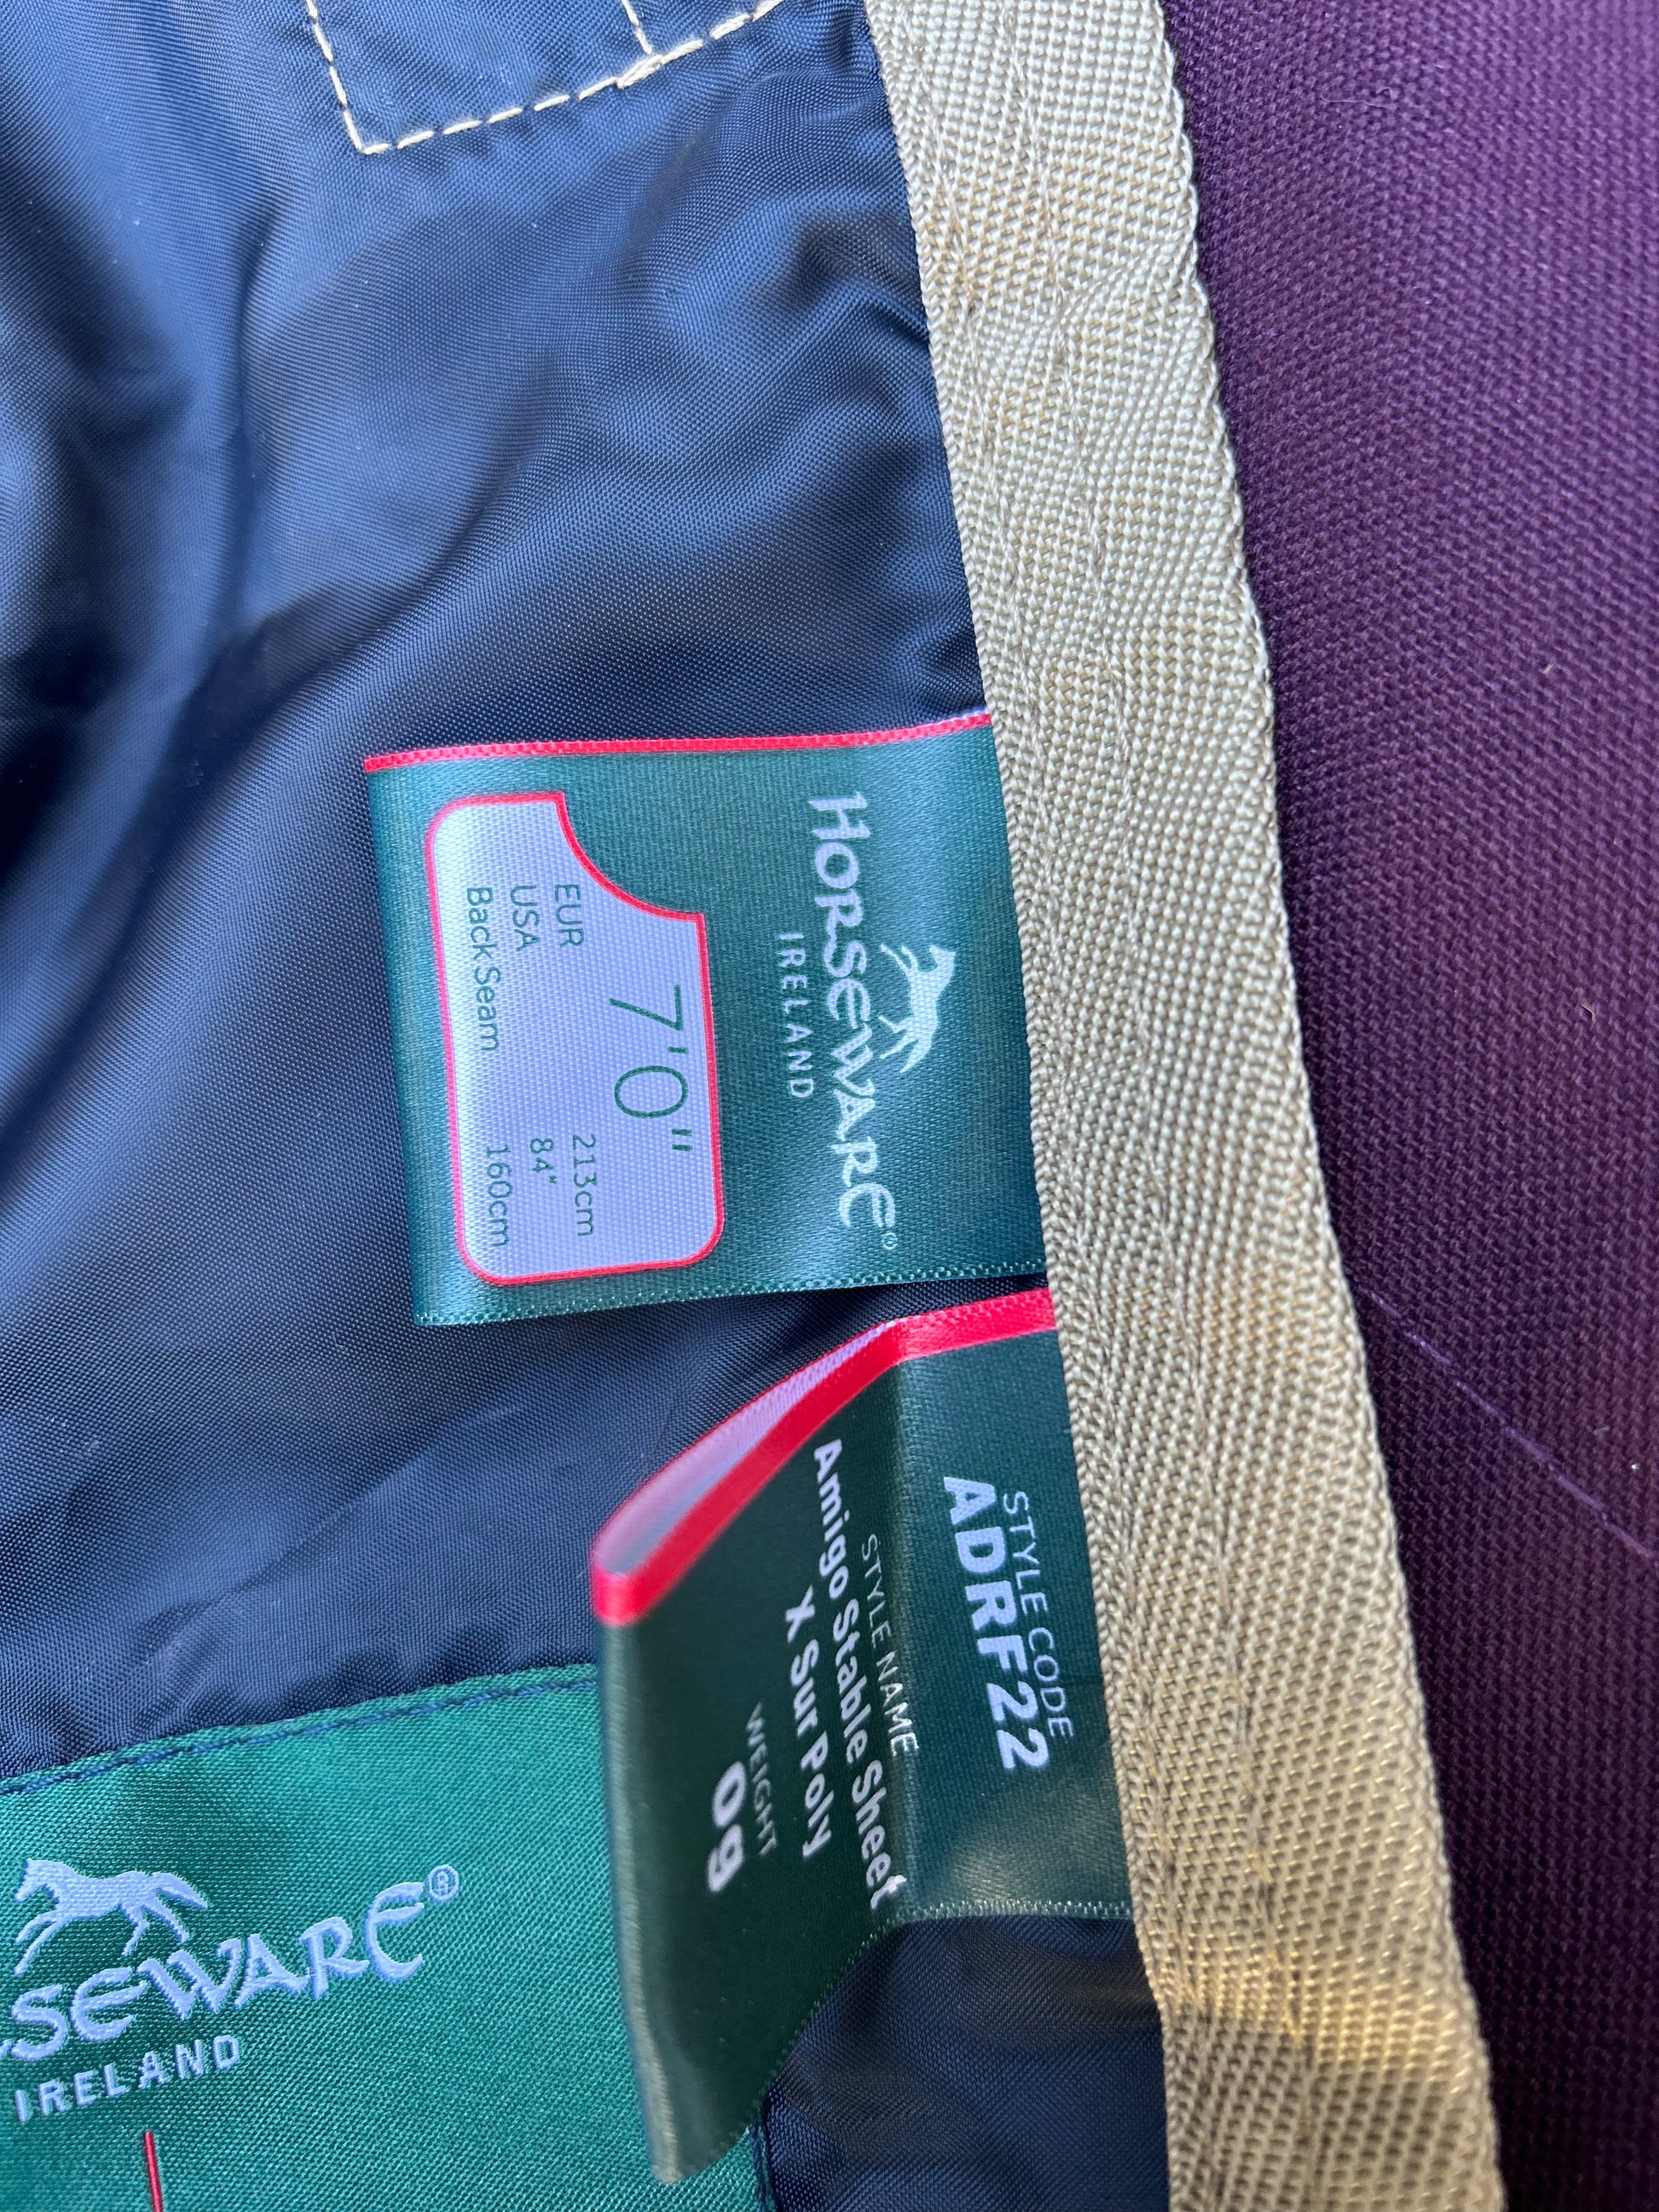 HORSEWARE®
IRELAND
7'0"
EUR 213cm
USA 84"
Back Seam 160cm
STYLE CODE
ADRF22
STYLE NAME
Amigo Stable Sheet
X Sur Poly
WEIGHT
0g
SEWARE®
IRELAND